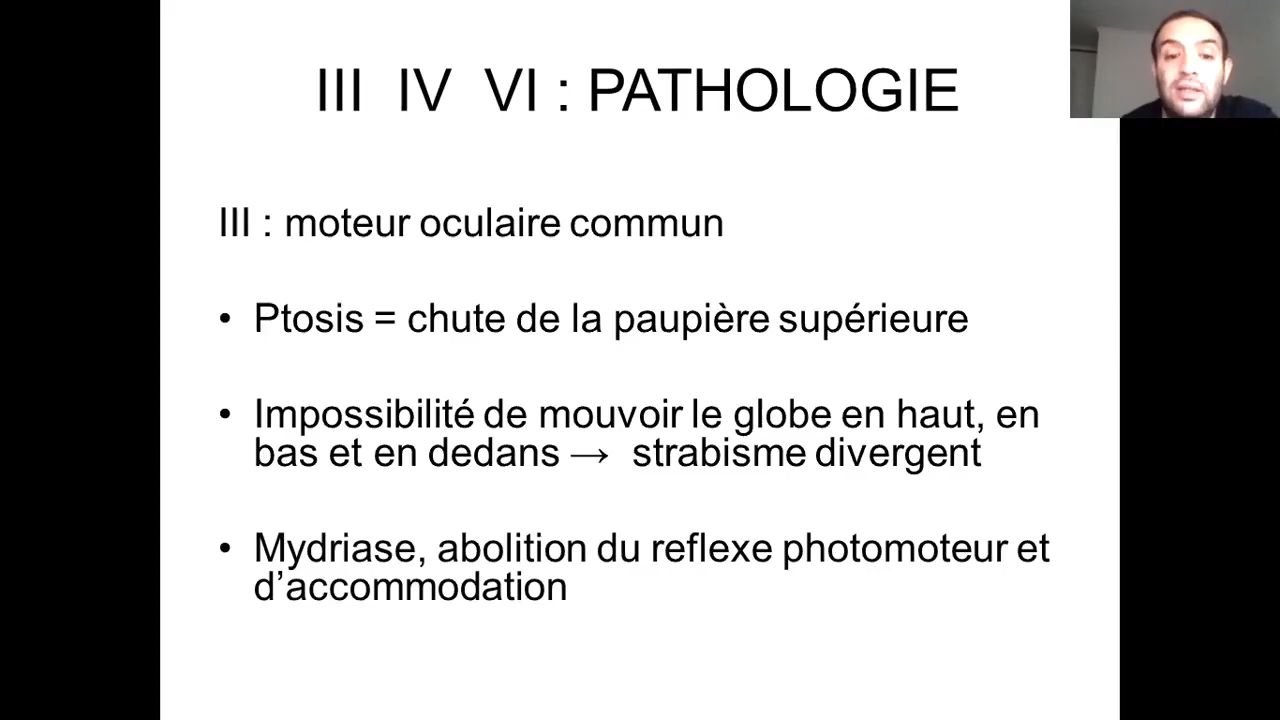 III IV VI : PATHOLOGIE
III : moteur oculaire commun
• Ptosis = chute de la paupière supérieure
• Impossibilité de mouvoir le globe en haut, en
bas et en dedans → strabisme divergent
• Mydriase, abolition du reflexe photomoteur et
d’accommodation